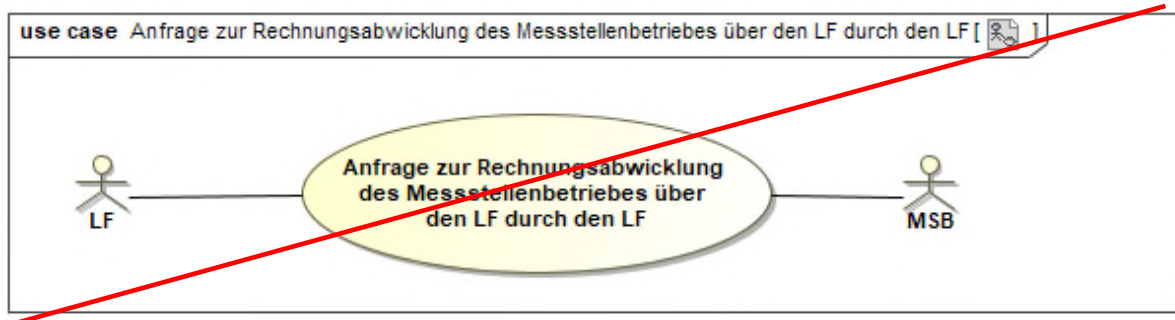 use case Anfrage zur Rechnungsabwicklung des Messstellenbetriebes über den LF durch den LF [ ]
Anfrage zur Rechnungsabwicklung
des Messstellenbetriebes über
den LF durch den LF
LF
MSB